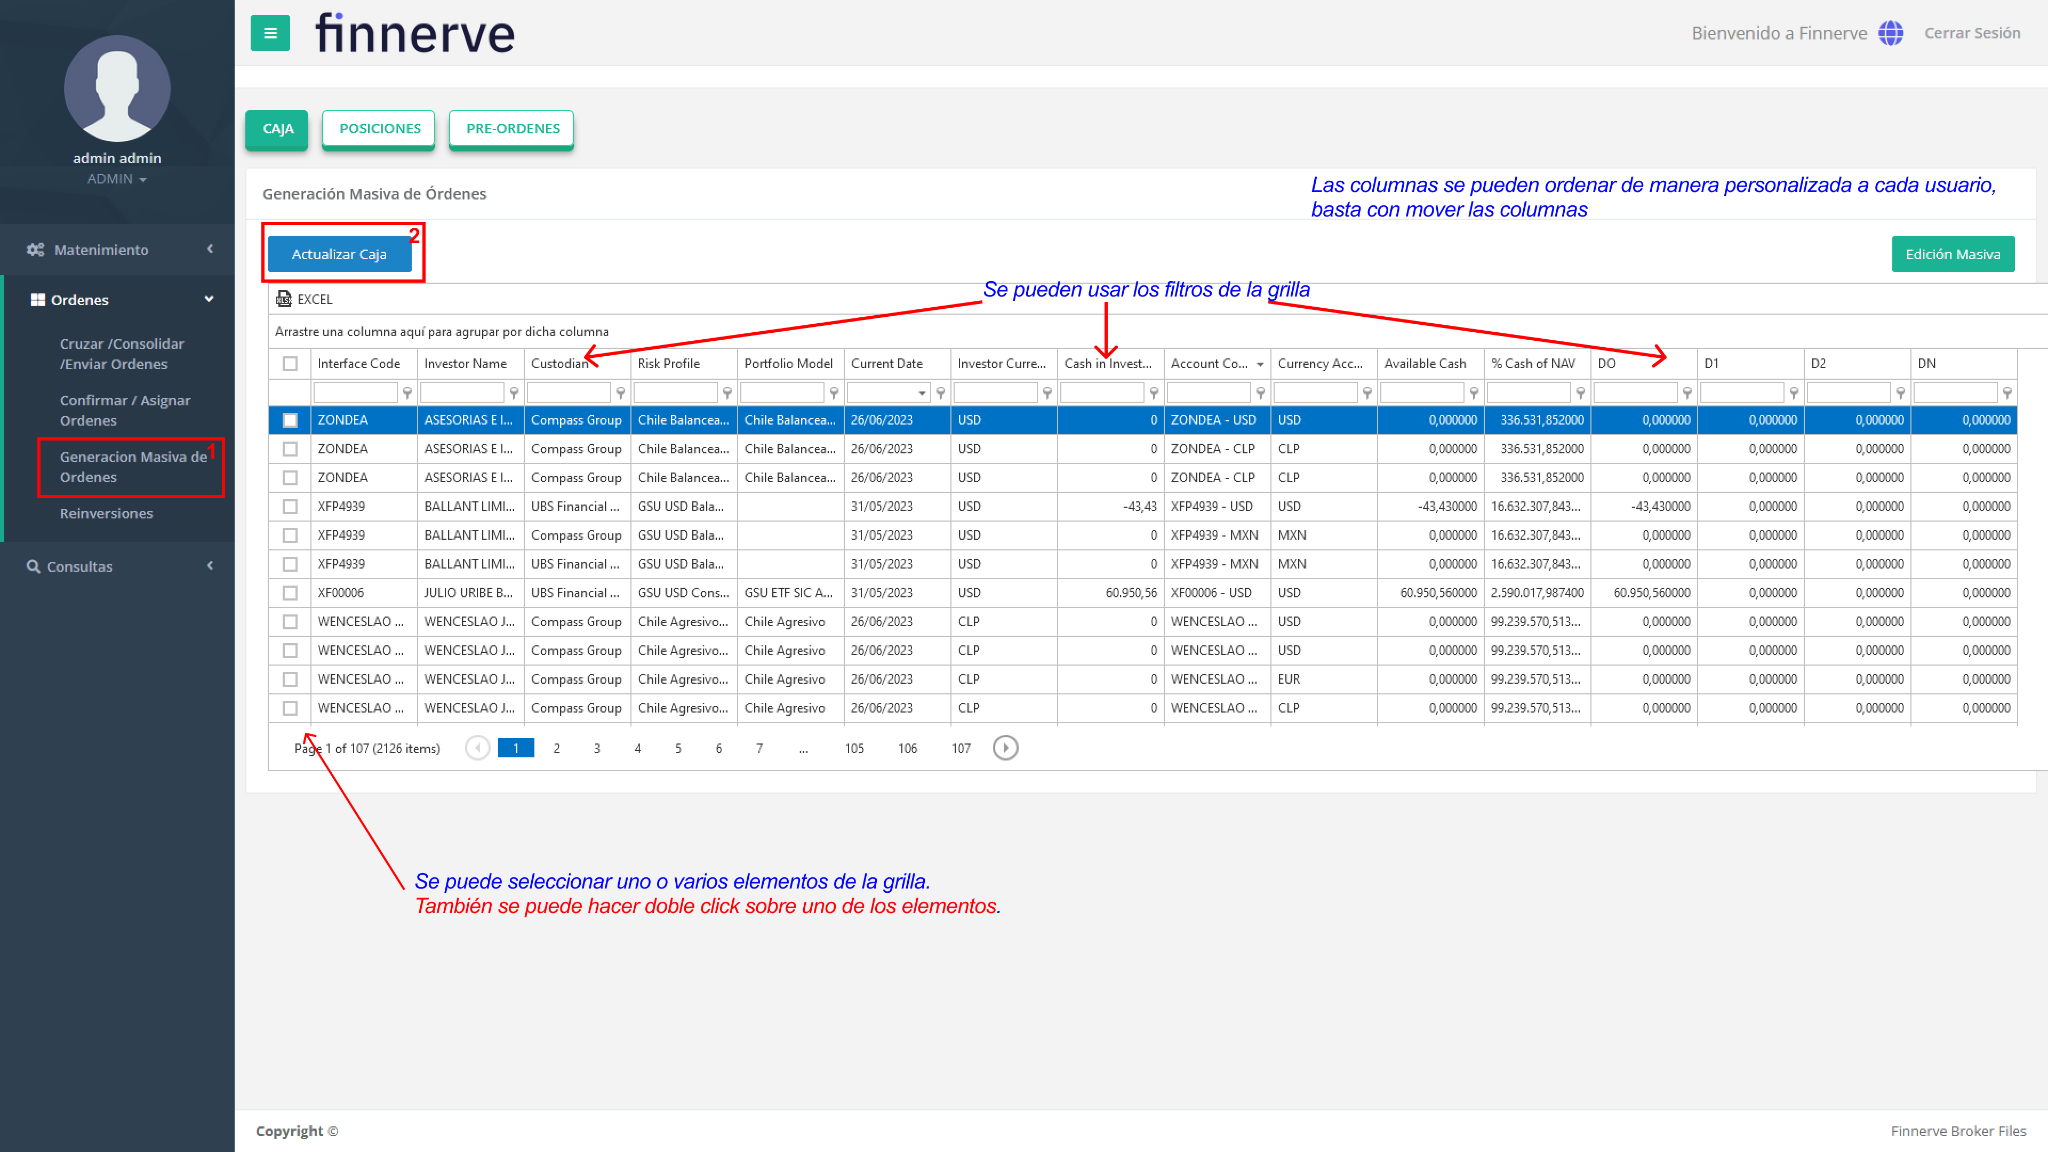 finnerve
Bienvenido a Finnerve
Cerrar Sesión
admin admin
ADMIN
Matenimiento
Ordenes
Cruzar /Consolidar
/Enviar Ordenes
Confirmar / Asignar
Ordenes
Generacion Masiva de 1
Ordenes
Reinversiones
Consultas
CAJA POSICIONES PRE-ORDENES
Generación Masiva de Órdenes
Las columnas se pueden ordenar de manera personalizada a cada usuario,
basta con mover las columnas
Actualizar Caja 2
Edición Masiva
Se pueden usar los filtros de la grilla
XLSX EXCEL
Arrastre una columna aquí para agrupar por dicha columna
Interface Code Investor Name Custodian Risk Profile Portfolio Model Current Date Investor Curre... Cash in Invest... Account Co... Currency Acc... Available Cash % Cash of NAV DO D1 D2 DN
ZONDEA ASESORIAS E I... Compass Group Chile Balancea... Chile Balancea... 26/06/2023 USD 0 ZONDEA - USD USD 0,000000 336.531,852000 0,000000 0,000000 0,000000 0,000000
ZONDEA ASESORIAS E I... Compass Group Chile Balancea... Chile Balancea... 26/06/2023 USD 0 ZONDEA - CLP CLP 0,000000 336.531,852000 0,000000 0,000000 0,000000 0,000000
ZONDEA ASESORIAS E I... Compass Group Chile Balancea... Chile Balancea... 26/06/2023 USD 0 ZONDEA - CLP CLP 0,000000 336.531,852000 0,000000 0,000000 0,000000 0,000000
XFP4939 BALLANT LIMI... UBS Financial ... GSU USD Bala... 31/05/2023 USD -43,43 XFP4939 - USD USD -43,430000 16.632.307,843... -43,430000 0,000000 0,000000 0,000000
XFP4939 BALLANT LIMI... Compass Group GSU USD Bala... 31/05/2023 USD 0 XFP4939 - MXN MXN 0,000000 16.632.307,843... 0,000000 0,000000 0,000000 0,000000
XFP4939 BALLANT LIMI... UBS Financial ... GSU USD Bala... 31/05/2023 USD 0 XFP4939 - MXN MXN 0,000000 16.632.307,843... 0,000000 0,000000 0,000000 0,000000
XF00006 JULIO URIBE B... UBS Financial ... GSU USD Cons... GSU ETF SIC A... 31/05/2023 USD 60.950,56 XF00006 - USD USD 60.950,560000 2.590.017,987400 60.950,560000 0,000000 0,000000 0,000000
WENCESLAO ... WENCESLAO J... Compass Group Chile Agresivo... Chile Agresivo 26/06/2023 CLP 0 WENCESLAO ... USD 0,000000 99.239.570,513... 0,000000 0,000000 0,000000 0,000000
WENCESLAO ... WENCESLAO J... Compass Group Chile Agresivo... Chile Agresivo 26/06/2023 CLP 0 WENCESLAO ... USD 0,000000 99.239.570,513... 0,000000 0,000000 0,000000 0,000000
WENCESLAO ... WENCESLAO J... Compass Group Chile Agresivo... Chile Agresivo 26/06/2023 CLP 0 WENCESLAO ... EUR 0,000000 99.239.570,513... 0,000000 0,000000 0,000000 0,000000
WENCESLAO ... WENCESLAO J... Compass Group Chile Agresivo... Chile Agresivo 26/06/2023 CLP 0 WENCESLAO ... CLP 0,000000 99.239.570,513... 0,000000 0,000000 0,000000 0,000000
Page 1 of 107 (2126 items) 1 2 3 4 5 6 7 ... 105 106 107
Se puede seleccionar uno o varios elementos de la grilla.
También se puede hacer doble click sobre uno de los elementos.
Copyright ©
Finnerve Broker Files